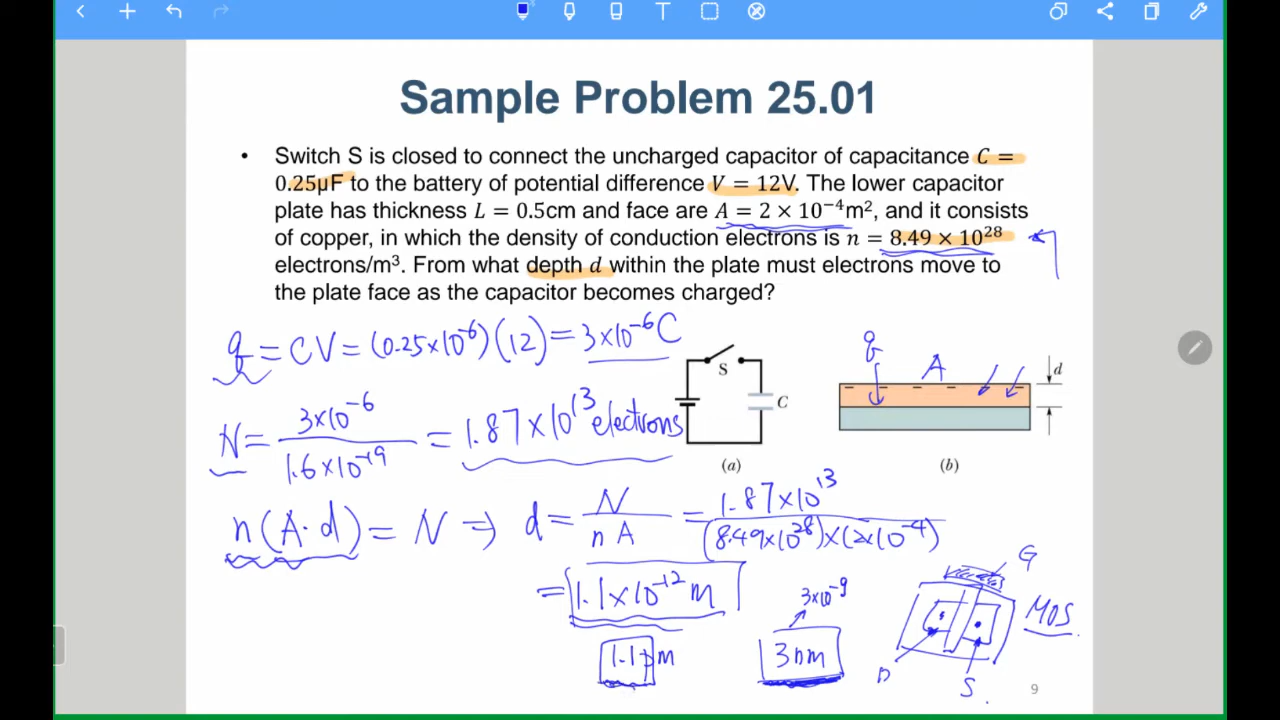 Sample Problem 25.01
• Switch S is closed to connect the uncharged capacitor of capacitance C =
0.25μF to the battery of potential difference V = 12V. The lower capacitor
plate has thickness L = 0.5cm and face are A = 2 × 10⁻⁴m², and it consists
of copper, in which the density of conduction electrons is n = 8.49 × 10²⁸
electrons/m³. From what depth d within the plate must electrons move to
the plate face as the capacitor becomes charged?
q = CV = (0.25×10⁻⁶)(12) = 3×10⁻⁶ C
N = 3×10⁻⁶ / 1.6×10⁻¹⁹ = 1.87×10¹³ electrons
S
C
(a)
q
A
d
(b)
n(A·d) = N ⇒ d = N / nA = 1.87×10¹³ / (8.49×10²⁸)×(2×10⁻⁴)
= 1.1×10⁻¹² m
1.1pm
3×10⁻⁹
3nm
G
MOS
D
S
9